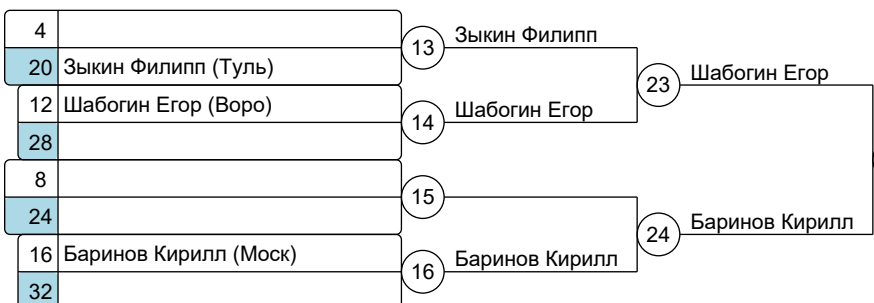 4
13 Зыкин Филипп
20 Зыкин Филипп (Туль)
23 Шабогин Егор
12 Шабогин Егор (Воро)
14 Шабогин Егор
28
8
15
24
24 Баринов Кирилл
16 Баринов Кирилл (Моск)
16 Баринов Кирилл
32